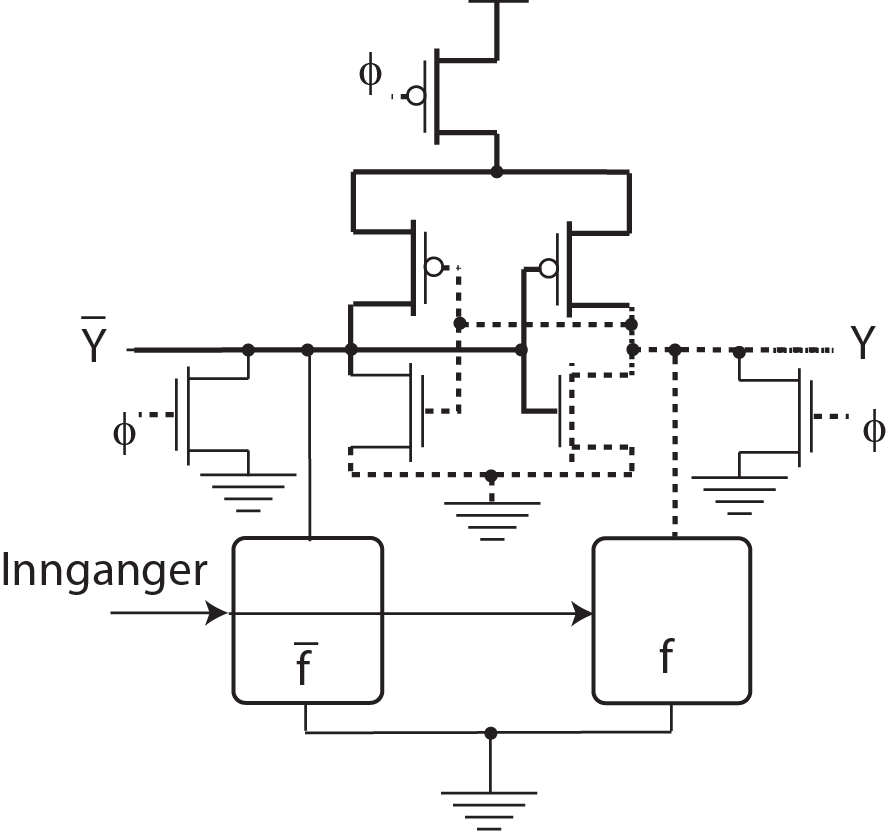 ϕ
Y̅ Y
ϕ ϕ
Innganger
f̅ f